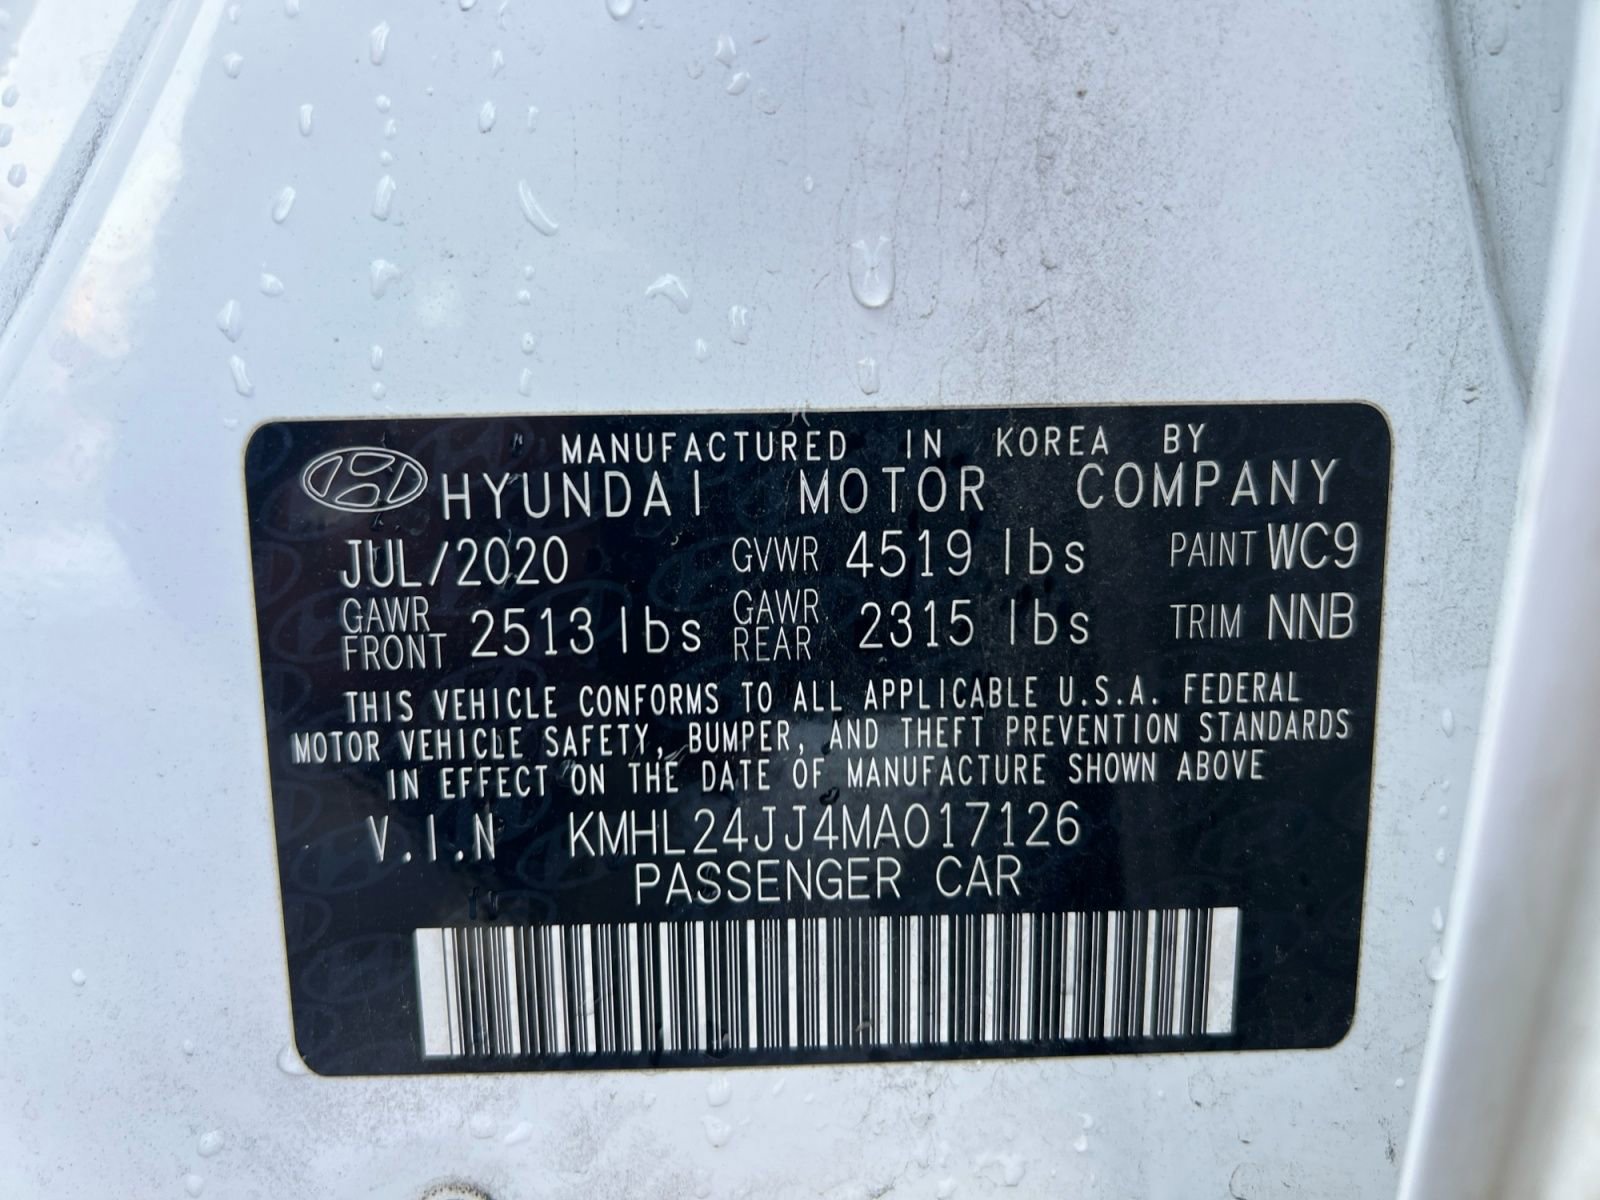 MANUFACTURED IN KOREA BY
HYUNDAI MOTOR COMPANY
JUL/2020 GVWR 4519 lbs PAINT WC9
GAWR FRONT 2513 lbs GAWR REAR 2315 lbs TRIM NNB
THIS VEHICLE CONFORMS TO ALL APPLICABLE U.S.A. FEDERAL
MOTOR VEHICLE SAFETY, BUMPER, AND THEFT PREVENTION STANDARDS
IN EFFECT ON THE DATE OF MANUFACTURE SHOWN ABOVE
V.I.N KMHL24JJ4MA017126
PASSENGER CAR